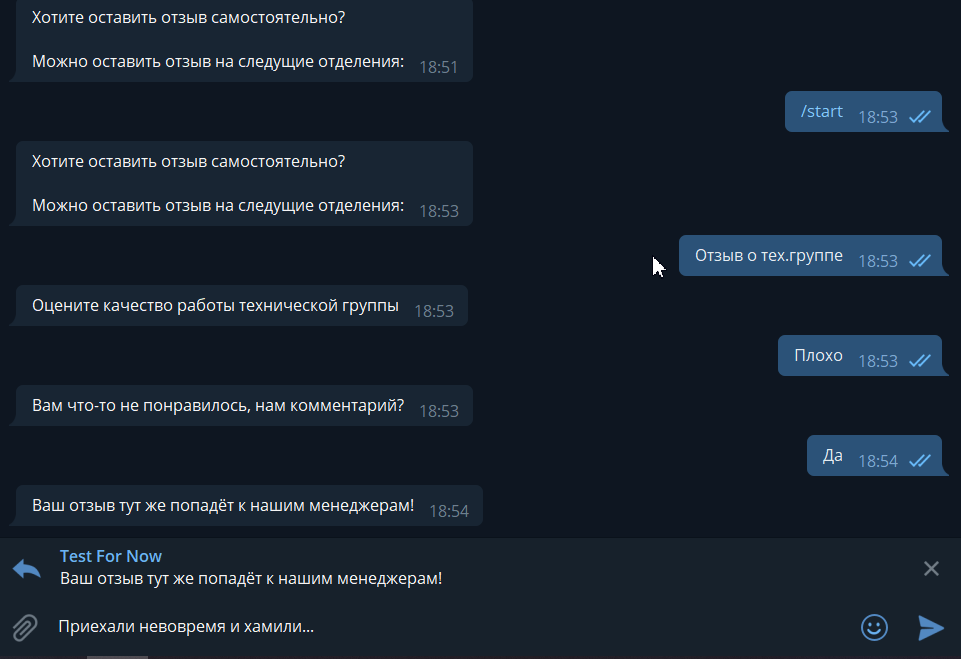 Хотите оставить отзыв самостоятельно?
Можно оставить отзыв на следущие отделения: 18:51
/start 18:53
Хотите оставить отзыв самостоятельно?
Можно оставить отзыв на следущие отделения: 18:53
Отзыв о тех.группе 18:53
Оцените качество работы технической группы 18:53
Плохо 18:53
Вам что-то не понравилось, нам комментарий? 18:53
Да 18:54
Ваш отзыв тут же попадёт к нашим менеджерам! 18:54
Test For Now
Ваш отзыв тут же попадёт к нашим менеджерам!
Приехали невовремя и хамили...